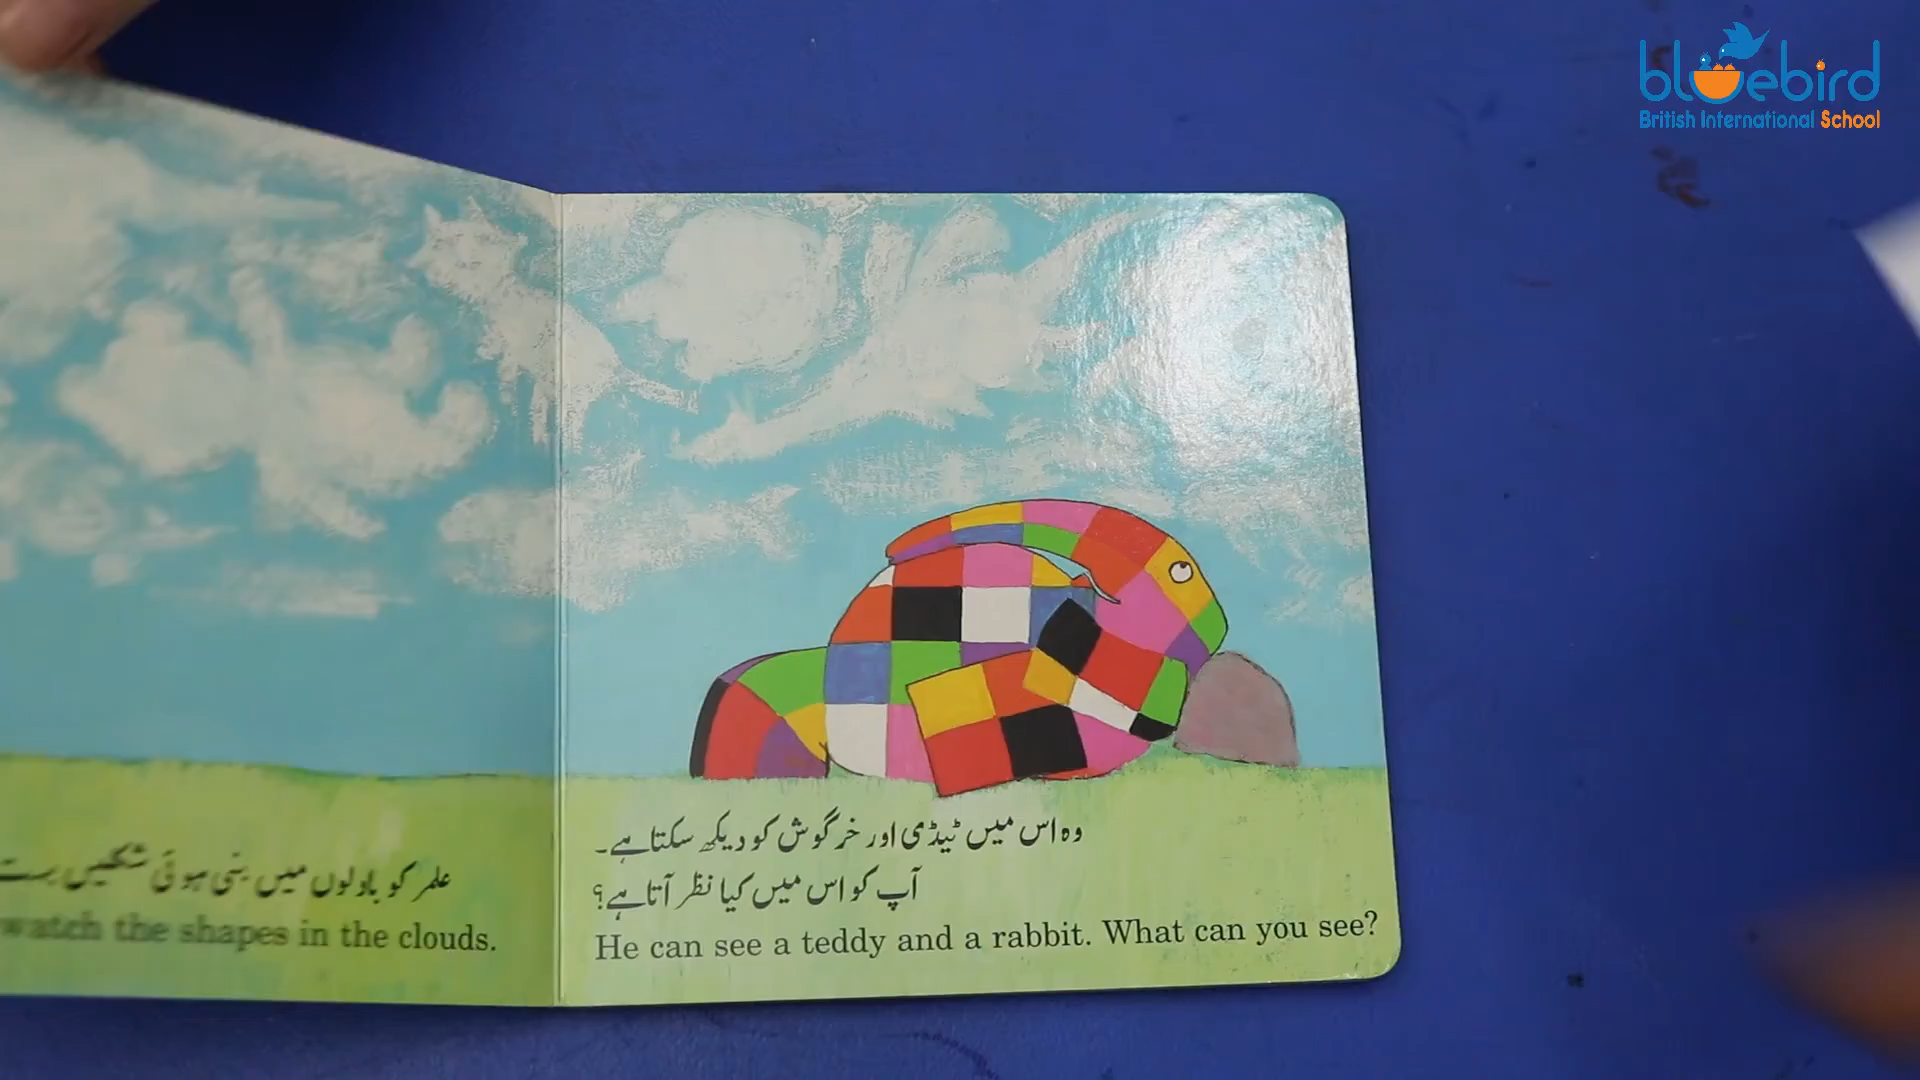 bluebird
British International School
علمر کو بادلوں میں بنی ہوئی شکلیں
watch the shapes in the clouds.
وہ اس میں ٹیڈی اور خرگوش کو دیکھ سکتا ہے۔
آپ کو اس میں کیا نظر آتا ہے؟
He can see a teddy and a rabbit. What can you see?